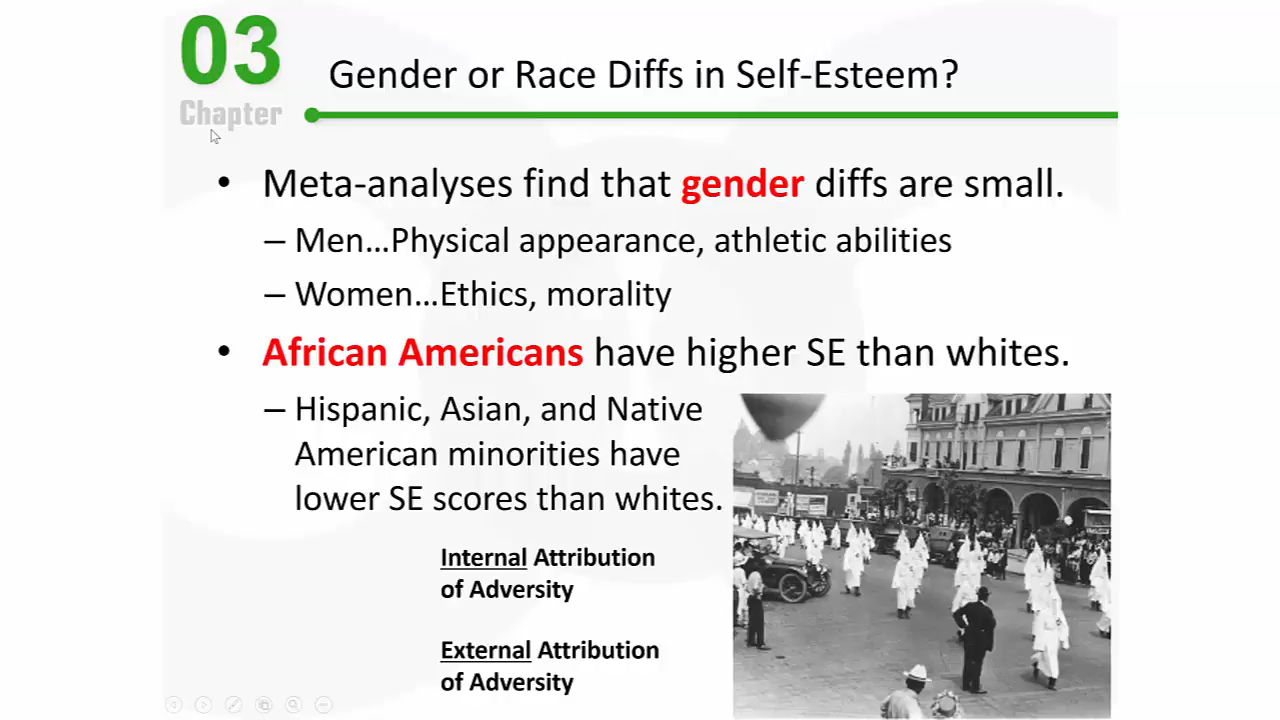 03
Chapter
Gender or Race Diffs in Self-Esteem?
• Meta-analyses find that gender diffs are small.
– Men…Physical appearance, athletic abilities
– Women…Ethics, morality
• African Americans have higher SE than whites.
– Hispanic, Asian, and Native
American minorities have
lower SE scores than whites.
Internal Attribution
of Adversity
External Attribution
of Adversity